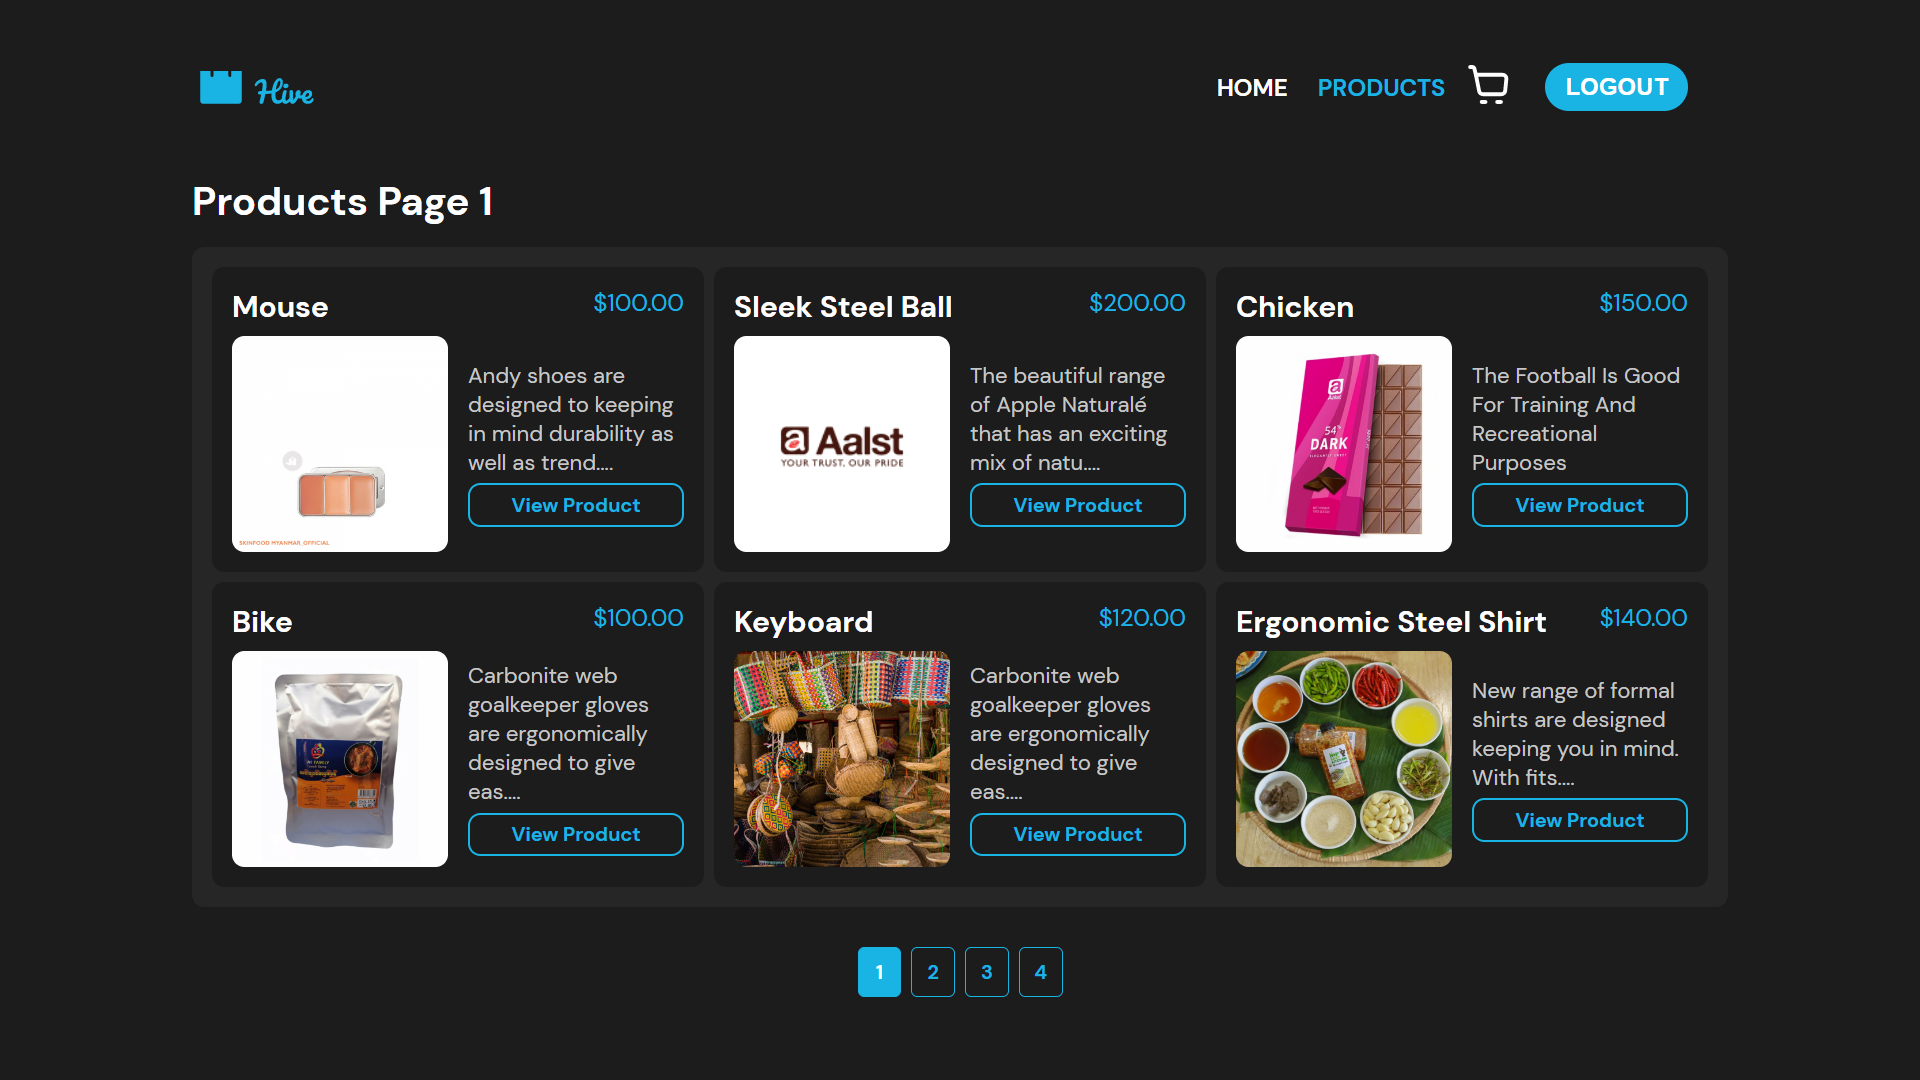 Hive
HOME
PRODUCTS
LOGOUT
Products Page 1
Mouse
$100.00
SKINFOOD MYANMAR_OFFICIAL
Andy shoes are
designed to keeping
in mind durability as
well as trend....
View Product
Sleek Steel Ball
$200.00
a Aalst
YOUR TRUST, OUR PRIDE
The beautiful range
of Apple Naturalé
that has an exciting
mix of natu....
View Product
Chicken
$150.00
a
Aalst
54%
DARK
The Football Is Good
For Training And
Recreational
Purposes
View Product
Bike
$100.00
Carbonite web
goalkeeper gloves
are ergonomically
designed to give
eas....
View Product
Keyboard
$120.00
Carbonite web
goalkeeper gloves
are ergonomically
designed to give
eas....
View Product
Ergonomic Steel Shirt
$140.00
New range of formal
shirts are designed
keeping you in mind.
With fits....
View Product
1
2
3
4